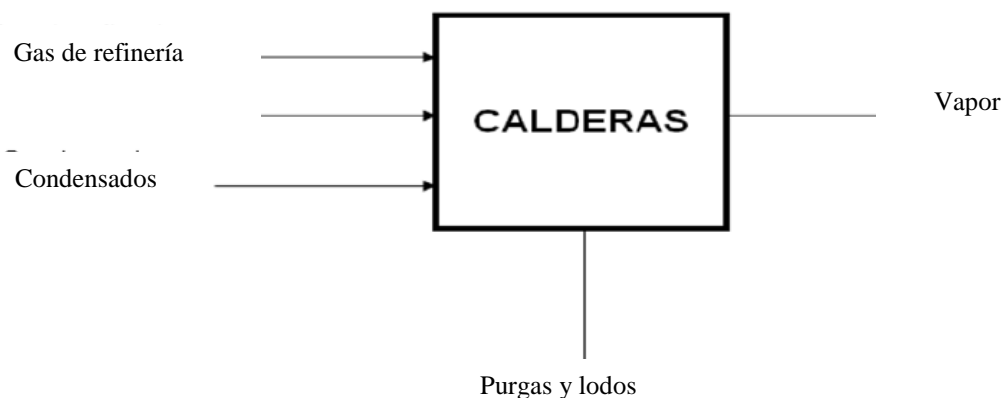 Gas de refinería
CALDERAS
Vapor
Condensados
Purgas y lodos